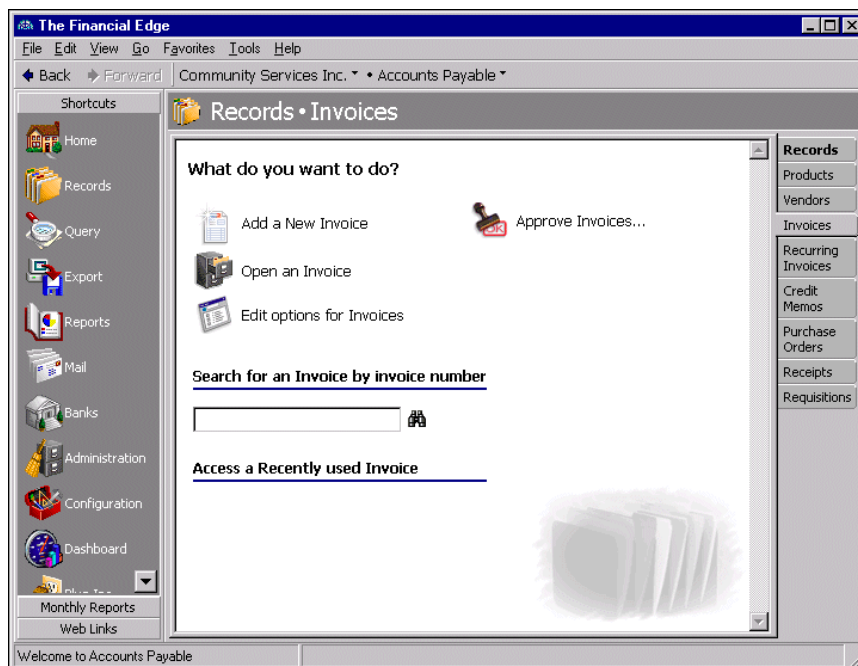 The Financial Edge
File Edit View Go Favorites Tools Help
Back Forward Community Services Inc. • Accounts Payable
Shortcuts
Home
Records
Query
Export
Reports
Mail
Banks
Administration
Configuration
Dashboard
Monthly Reports
Web Links
Records • Invoices
What do you want to do?
Add a New Invoice
Approve Invoices...
OK
Open an Invoice
Edit options for Invoices
Search for an Invoice by invoice number
Access a Recently used Invoice
Records
Products
Vendors
Invoices
Recurring
Invoices
Credit
Memos
Purchase
Orders
Receipts
Requisitions
Welcome to Accounts Payable